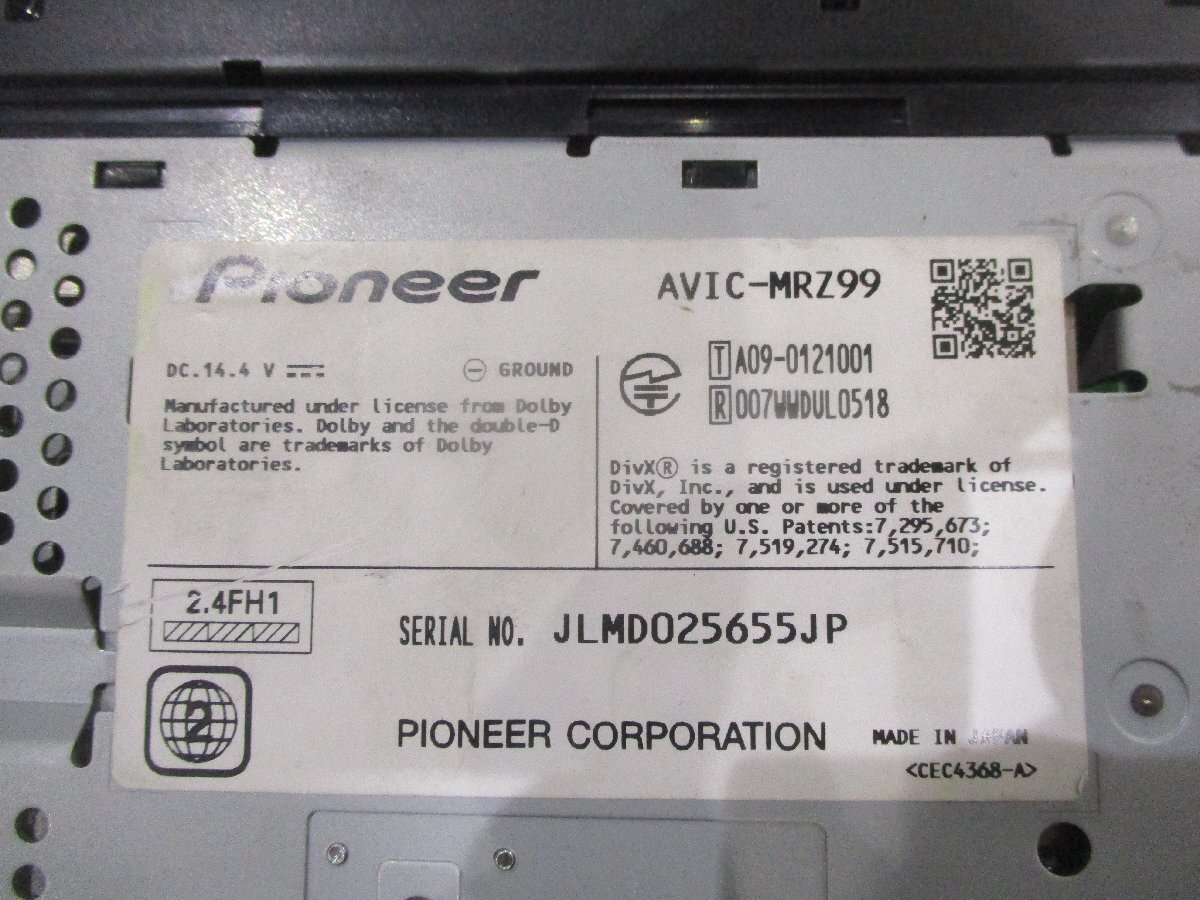 Pioneer
AVIC-MRZ99
DC.14.4 V
GROUND
T A09-0121001
R 007WWDUL0518
Manufactured under license from Dolby
Laboratories. Dolby and the double-D
symbol are trademarks of Dolby
Laboratories.
DivX® is a registered trademark of
DivX, Inc., and is used under license.
Covered by one or more of the
following U.S. Patents:7,295,673;
7,460,688; 7,519,274; 7,515,710;
2.4FH1
SERIAL NO. JLMD025655JP
2
PIONEER CORPORATION
MADE IN JAPAN
<CEC4368-A>